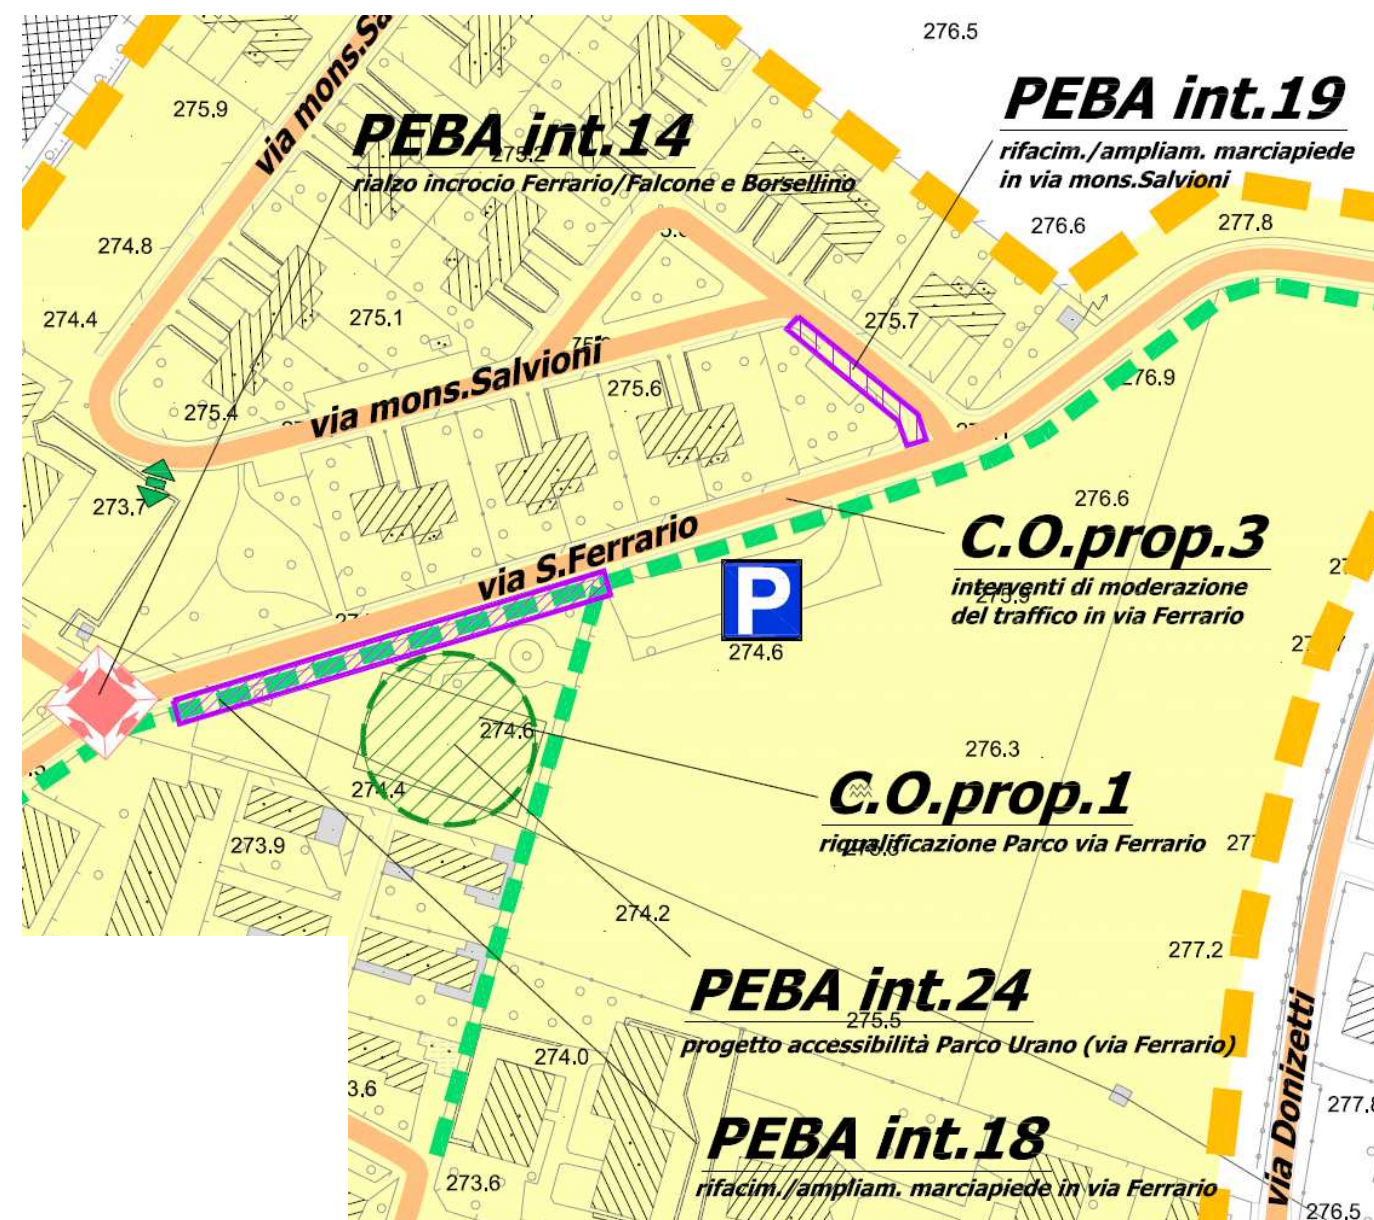 276.5
PEBA int.19
rifacim./ampliam. marciapiede
in via mons.Salvioni
275.9
via mons.Sa
PEBA int.14
275.2
rialzo incrocio Ferrario/Falcone e Borsellino
276.6
277.8
274.8
274.4
275.1
275.7
via mons.Salvioni
275.6
276.9
275.4
273.7
276.6
via S.Ferrario
C.O.prop.3
interventi di moderazione
del traffico in via Ferrario
P
274.6
274.6
276.3
274.4
C.O.prop.1
riqualificazione Parco via Ferrario
273.9
274.2
277.2
PEBA int.24
275.5
progetto accessibilità Parco Urano (via Ferrario)
274.0
3.6
via Donizetti
277.8
PEBA int.18
rifacim./ampliam. marciapiede in via Ferrario
273.6
276.5